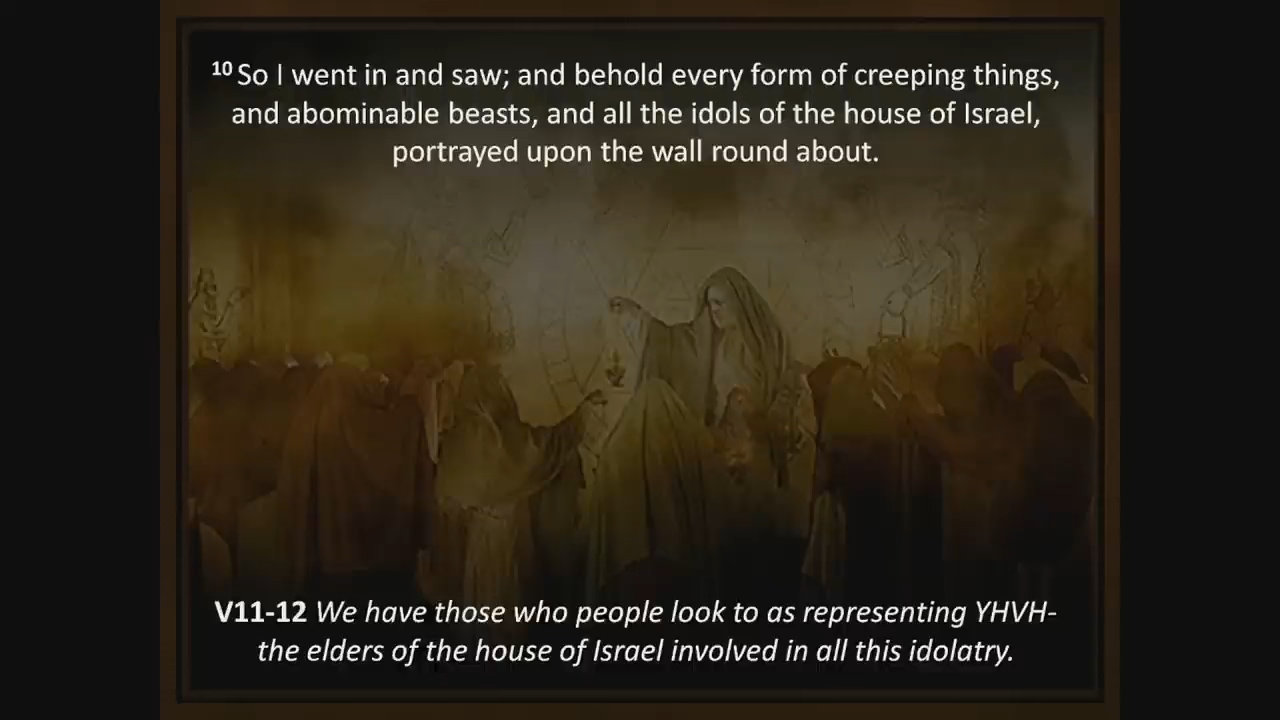 10 So I went in and saw; and behold every form of creeping things,
and abominable beasts, and all the idols of the house of Israel,
portrayed upon the wall round about.
V11-12 We have those who people look to as representing YHVH-
the elders of the house of Israel involved in all this idolatry.